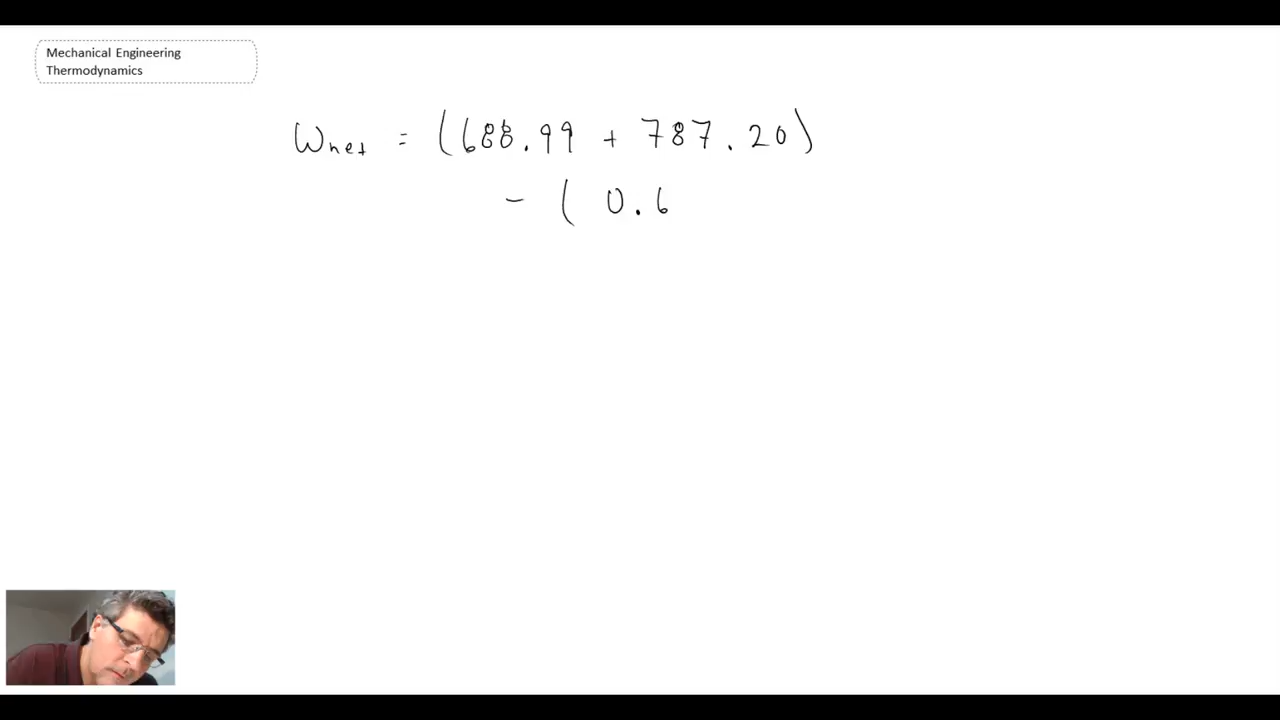 Mechanical Engineering
Thermodynamics
Wnet = (688.99 + 787.20)
- ( 0.6